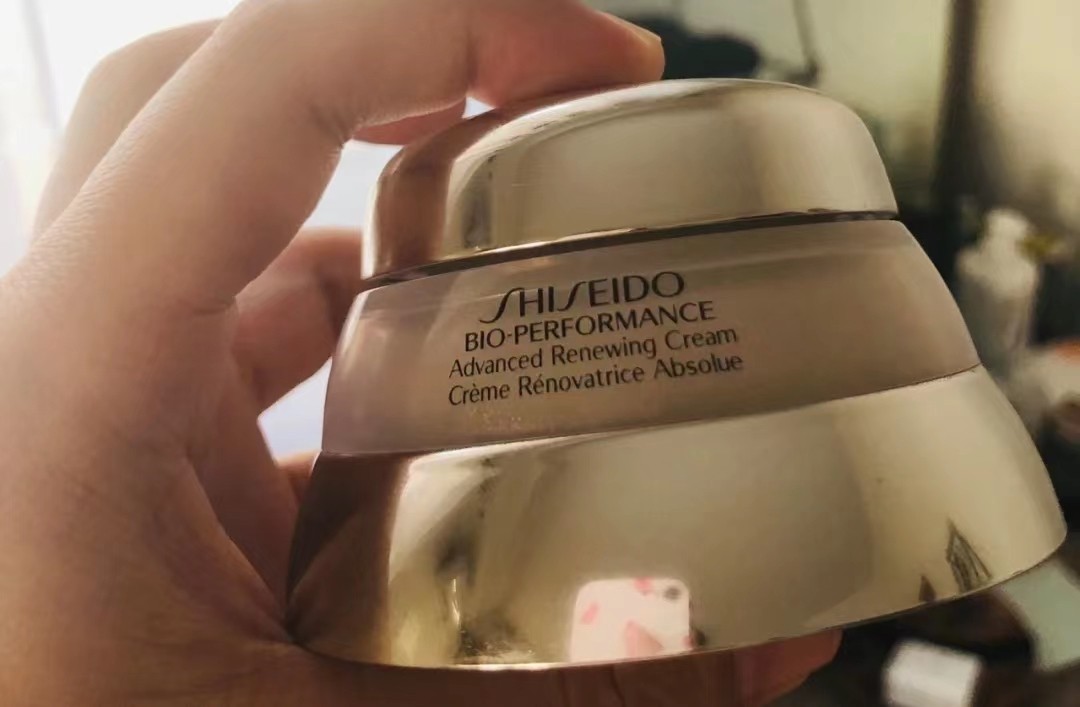 SHISEIDO
BIO-PERFORMANCE
Advanced Renewing Cream
Crème Rénovatrice Absolue